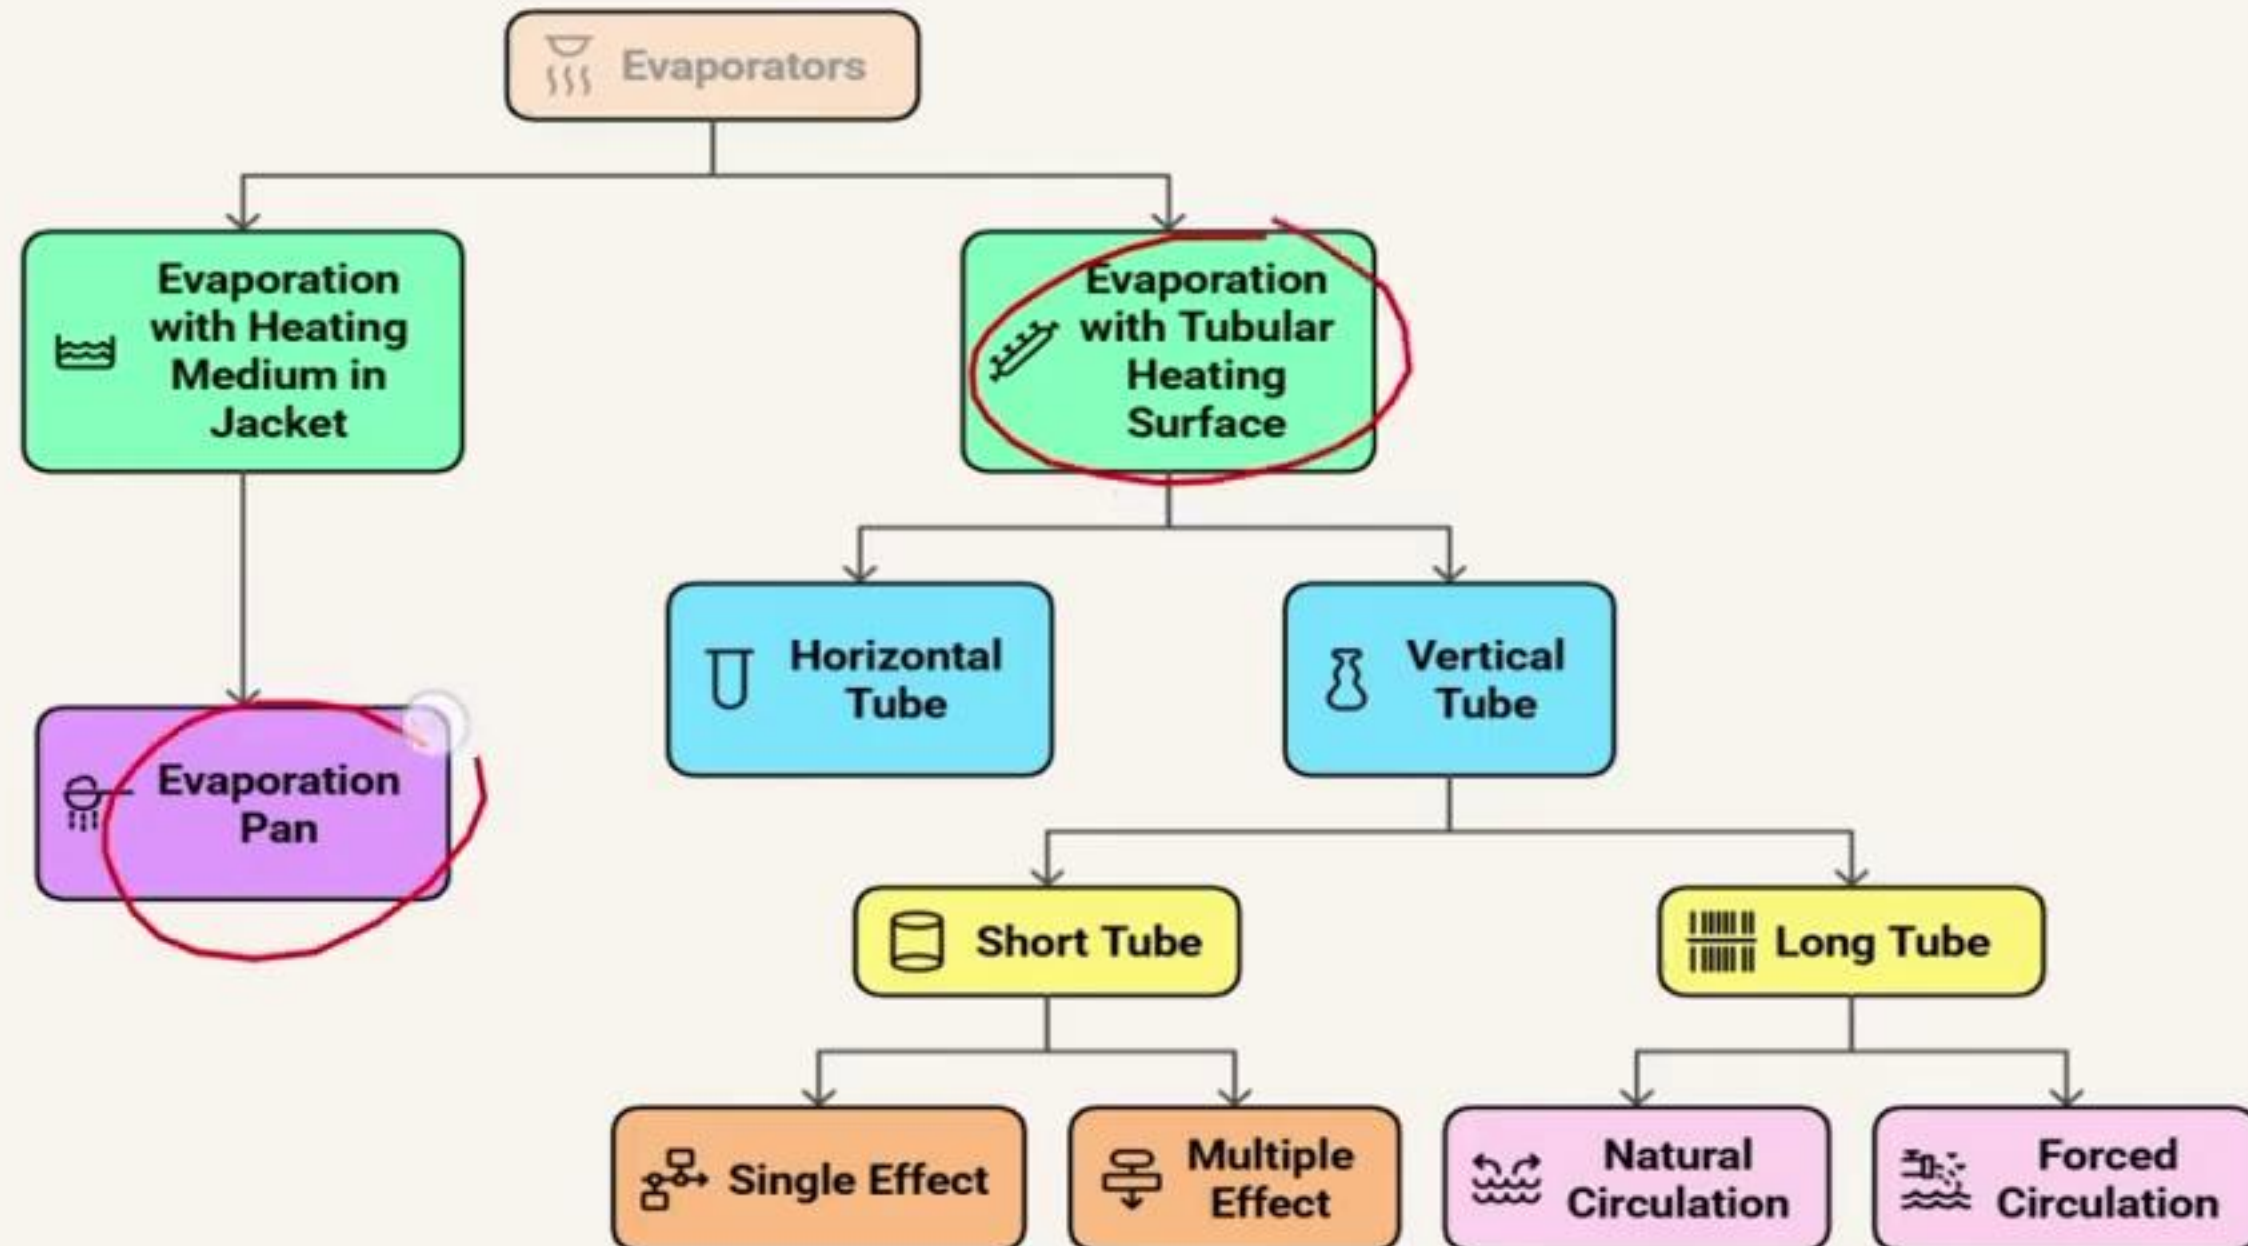 Evaporators
Evaporation
with Heating
Medium in
Jacket
Evaporation
with Tubular
Heating
Surface
Horizontal
Tube
Vertical
Tube
Evaporation
Pan
Short Tube
Long Tube
Single Effect
Multiple
Effect
Natural
Circulation
Forced
Circulation